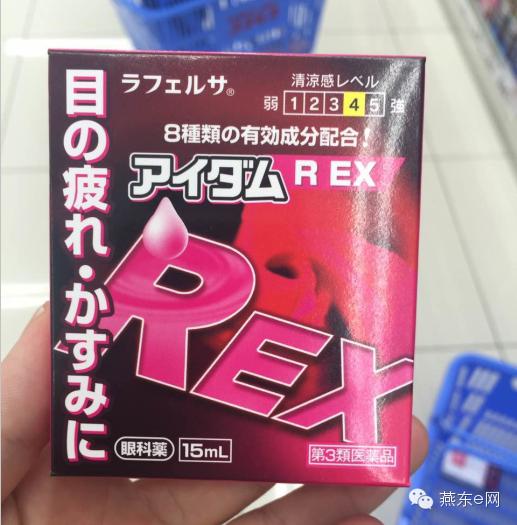 目の疲れ・かすみに
ラフェルサ®
清涼感レベル
弱 1 2 3 4 5 強
8種類の有効成分配合!
アイダム R EX
REX
眼科薬 15mL
第3類医薬品
燕东e网